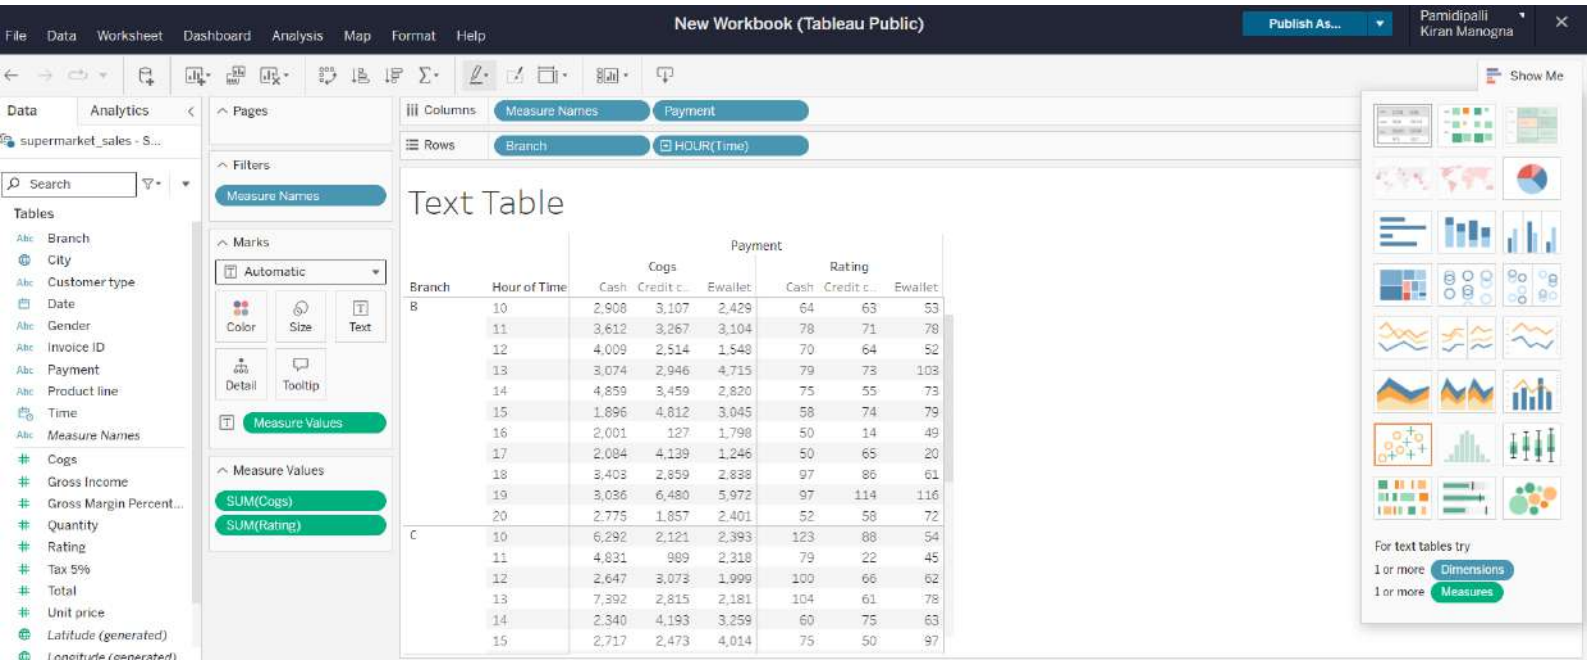 New Workbook (Tableau Public)
Publish As...
Pamidipalli
Kiran Manogna
File Data Worksheet Dashboard Analysis Map Format Help
Show Me
Data Analytics
supermarket_sales - S...
Search
Tables
Abc Branch
City
Abc Customer type
Date
Abc Gender
Abc Invoice ID
Abc Payment
Abc Product line
Time
Abc Measure Names
# Cogs
# Gross Income
# Gross Margin Percent...
# Quantity
# Rating
# Tax 5%
# Total
# Unit price
Latitude (generated)
Longitude (generated)
Pages
Filters
Measure Names
Marks
Automatic
Color Size Text
Detail Tooltip
Measure Values
Measure Values
SUM(Cogs)
SUM(Rating)
Columns Measure Names Payment
Rows Branch HOUR(Time)
Text Table
Payment
Cogs Rating
Branch Hour of Time Cash Credit c.. Ewallet Cash Credit c.. Ewallet
B 10 2,908 3,107 2,429 64 63 53
11 3,612 3,267 3,104 78 71 78
12 4,009 2,514 1,548 70 64 52
13 3,074 2,946 4,715 79 73 103
14 4,859 3,459 2,820 75 55 73
15 1,896 4,812 3,045 58 74 79
16 2,001 127 1,798 50 14 49
17 2,084 4,139 1,246 50 65 20
18 3,403 2,859 2,838 97 86 61
19 3,036 6,480 5,972 97 114 116
20 2,775 1,857 2,401 52 58 72
C 10 6,292 2,121 2,393 123 88 54
11 4,831 989 2,318 79 22 45
12 2,647 3,073 1,999 100 66 62
13 7,392 2,815 2,181 104 61 78
14 2,340 4,193 3,259 60 75 63
15 2,717 2,473 4,014 75 50 97
For text tables try
1 or more Dimensions
1 or more Measures